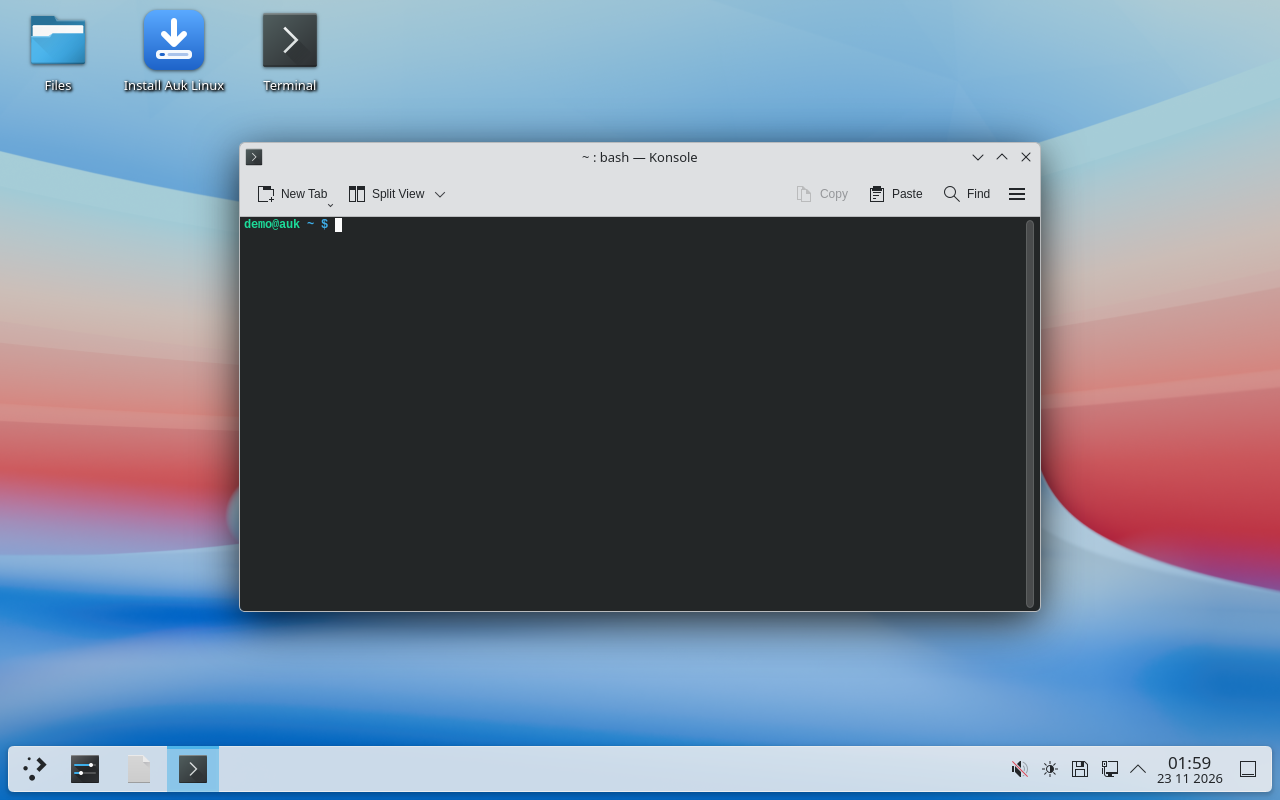 Files
Install Auk Linux
Terminal
~ : bash — Konsole
New Tab
Split View
Copy
Paste
Find
demo@auk ~ $
01:59
23 11 2026